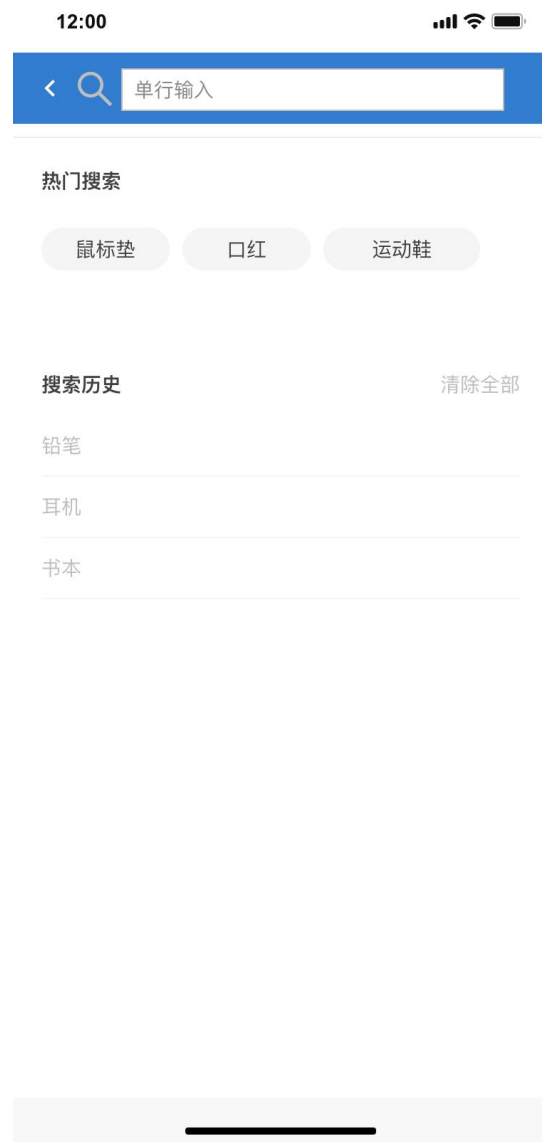 12:00
单行输入
热门搜索
鼠标垫 口红 运动鞋
搜索历史 清除全部
铅笔
耳机
书本